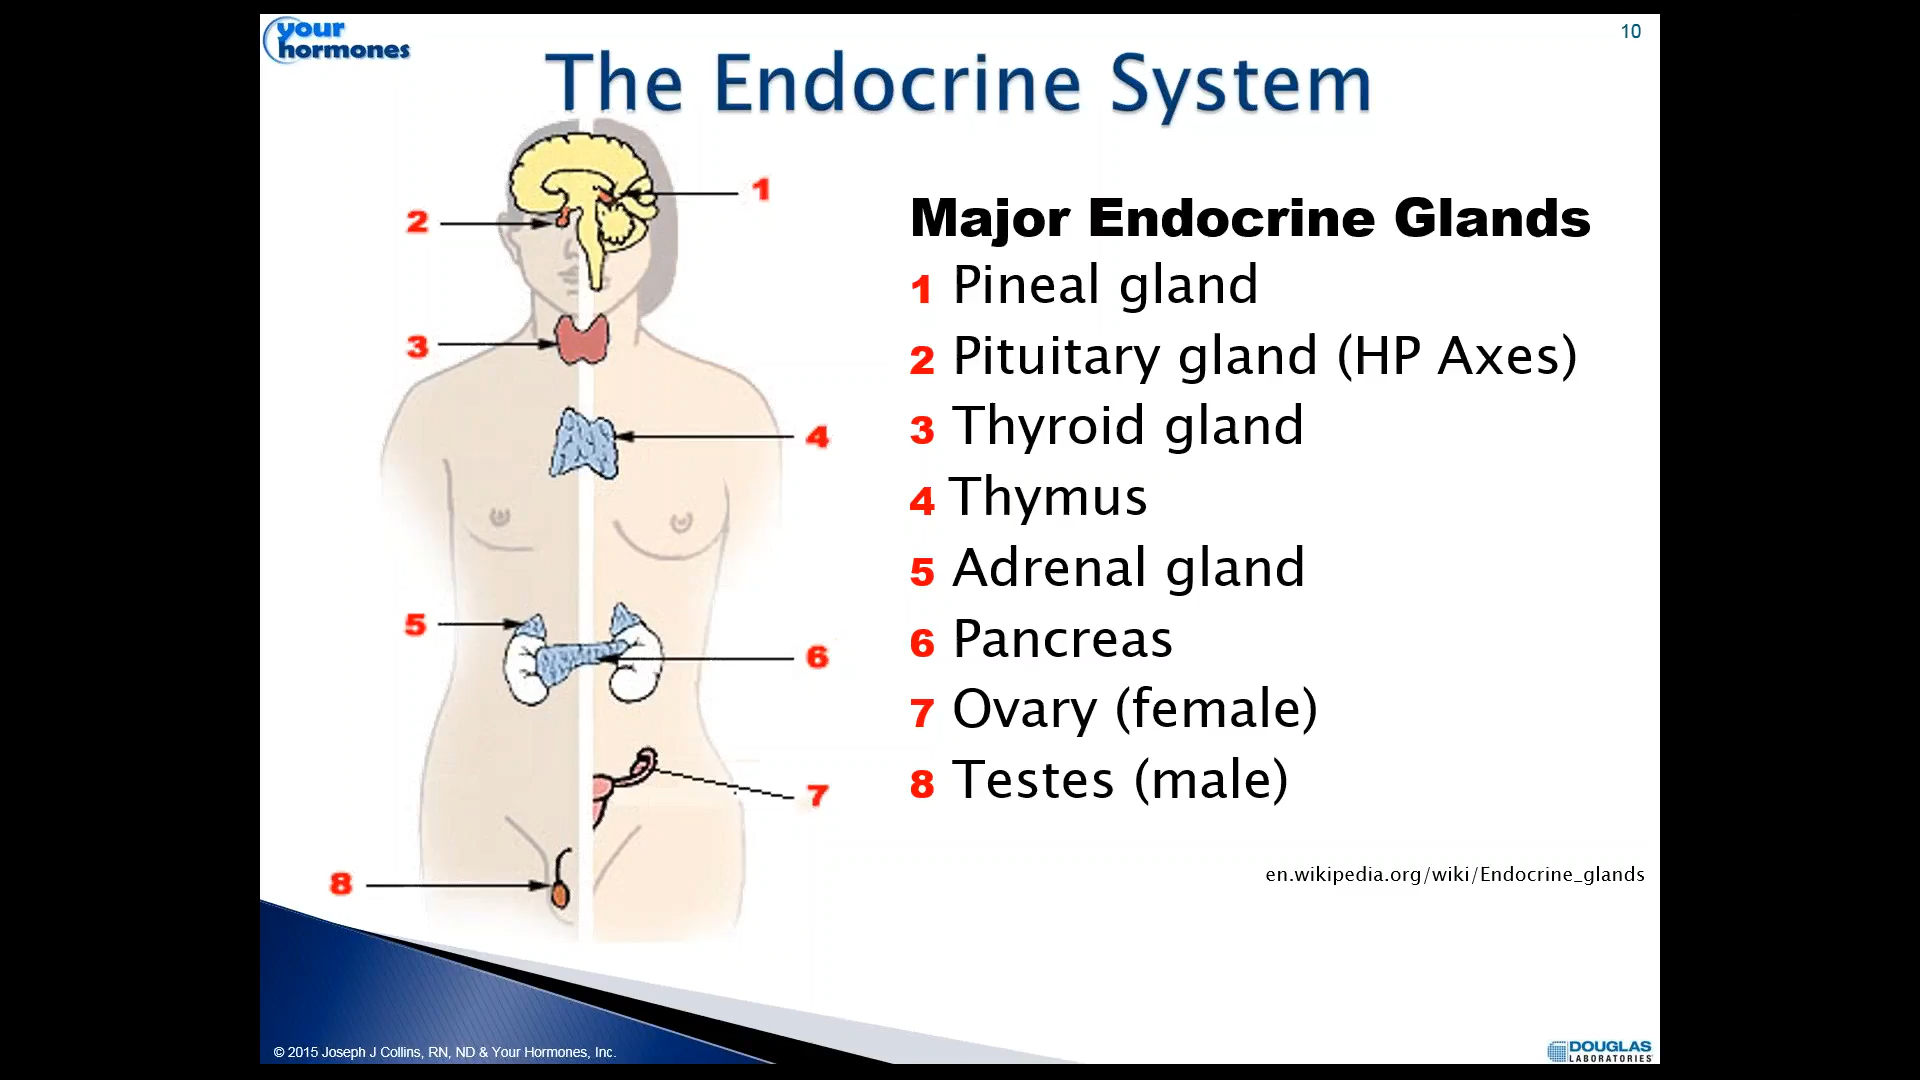 your
hormones
10
The Endocrine System
1
2
3
4
5
6
7
8
Major Endocrine Glands
1 Pineal gland
2 Pituitary gland (HP Axes)
3 Thyroid gland
4 Thymus
5 Adrenal gland
6 Pancreas
7 Ovary (female)
8 Testes (male)
en.wikipedia.org/wiki/Endocrine_glands
© 2015 Joseph J Collins, RN, ND & Your Hormones, Inc.
DOUGLAS
LABORATORIES